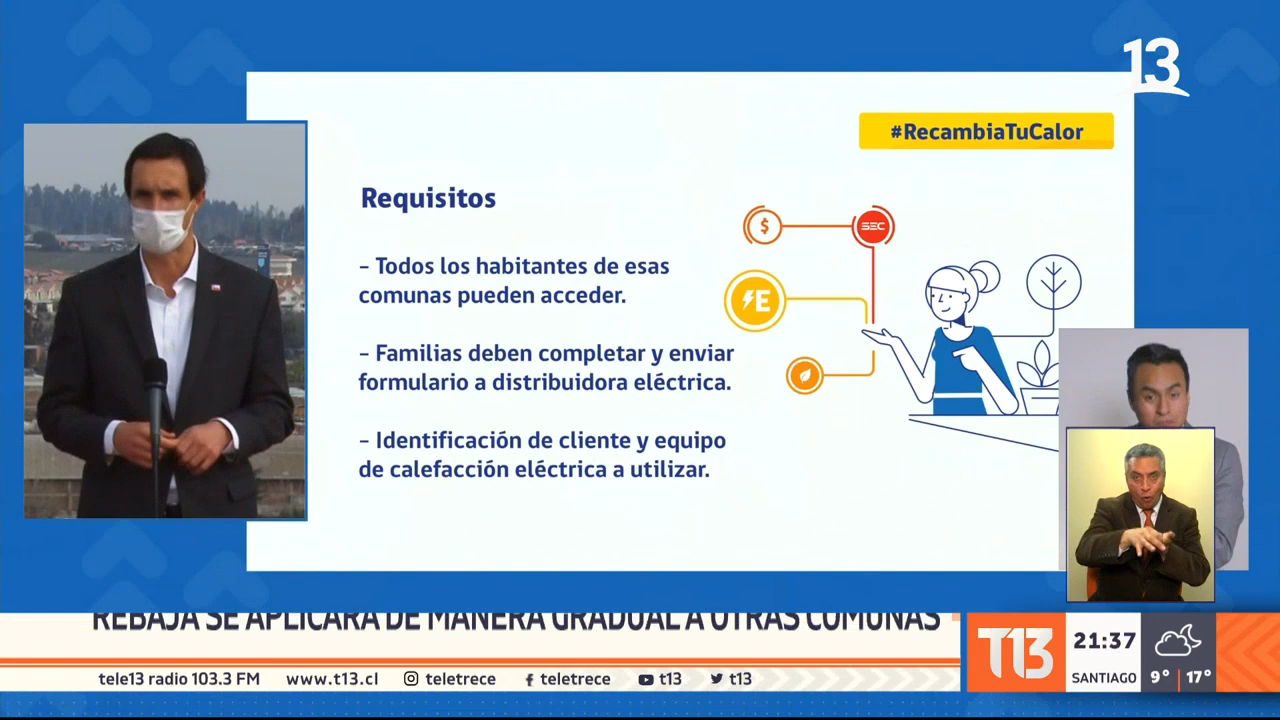 13
#RecambiaTuCalor
Requisitos
$
SEC
– Todos los habitantes de esas
comunas pueden acceder.
E
– Familias deben completar y enviar
formulario a distribuidora eléctrica.
– Identificación de cliente y equipo
de calefacción eléctrica a utilizar.
REBAJA SE APLICARÁ DE MANERA GRADUAL A OTRAS COMUNAS
T13
21:37
SANTIAGO
9° 17°
tele13 radio 103.3 FM www.t13.cl teletrece teletrece t13 t13